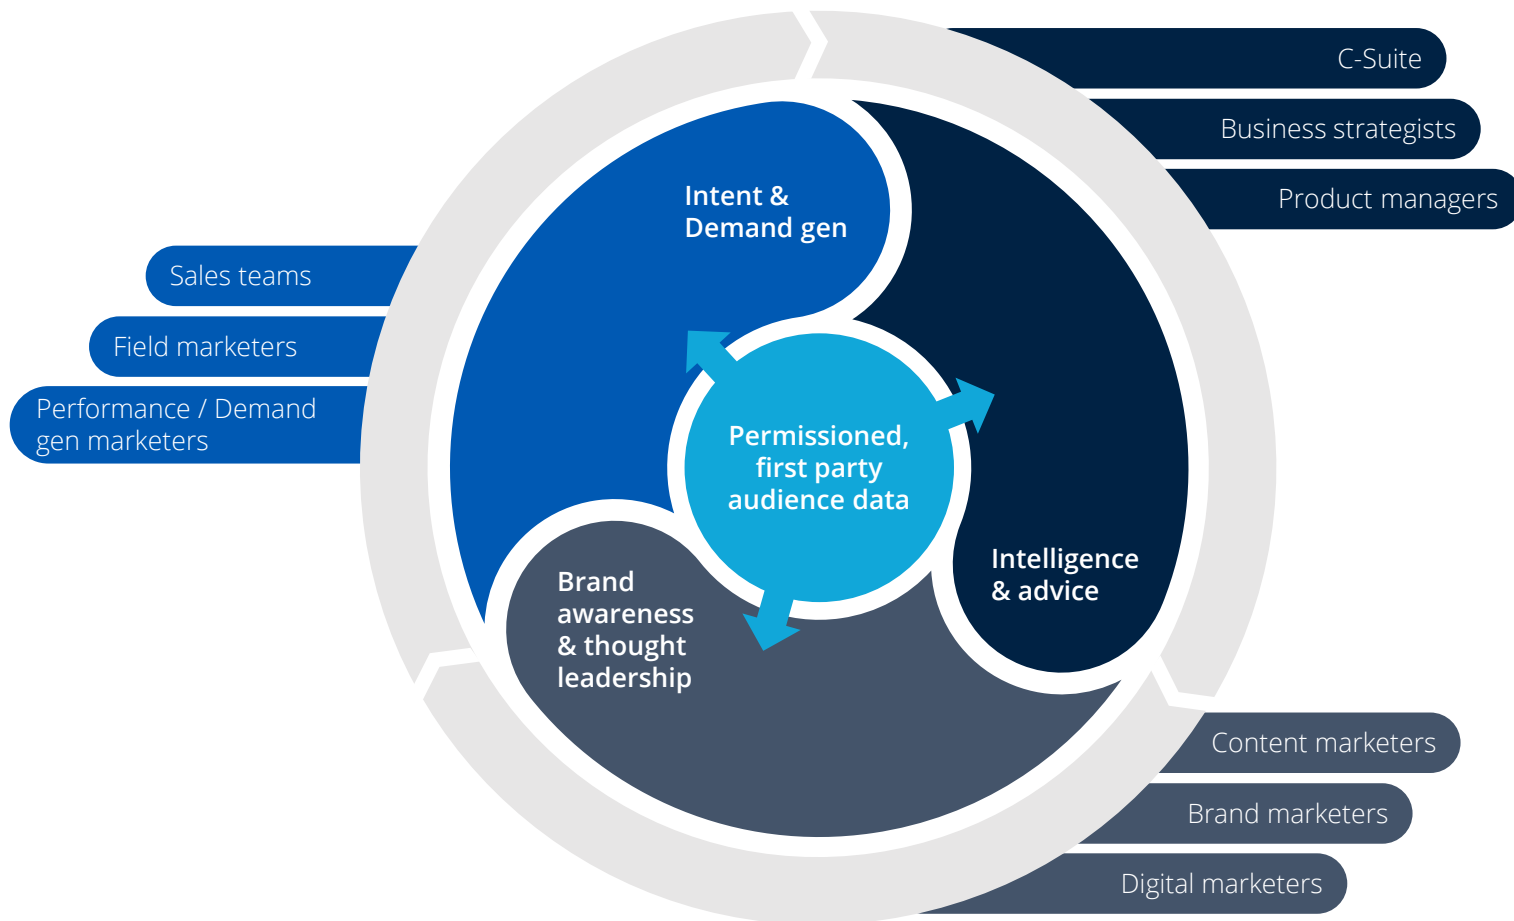 C-Suite
Business strategists
Product managers
Intent &
Demand gen
Sales teams
Field marketers
Performance / Demand
gen marketers
Permissioned,
first party
audience data
Intelligence
& advice
Brand
awareness
& thought
leadership
Content marketers
Brand marketers
Digital marketers